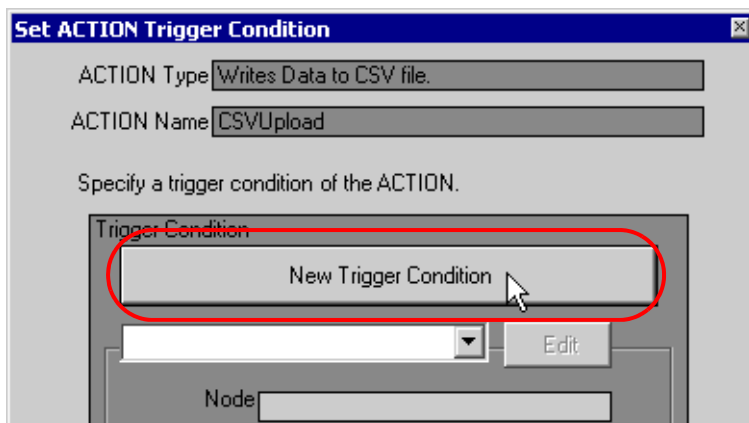 Set ACTION Trigger Condition
ACTION Type Writes Data to CSV file.
ACTION Name CSVUpload
Specify a trigger condition of the ACTION.
Trigger Condition
New Trigger Condition
Edit
Node